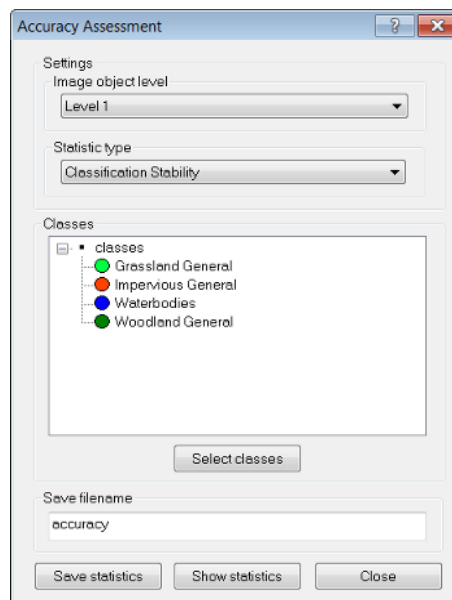 Accuracy Assessment
Settings
Image object level
Level 1
Statistic type
Classification Stability
Classes
classes
Grassland General
Impervious General
Waterbodies
Woodland General
Select classes
Save filename
accuracy
Save statistics Show statistics Close